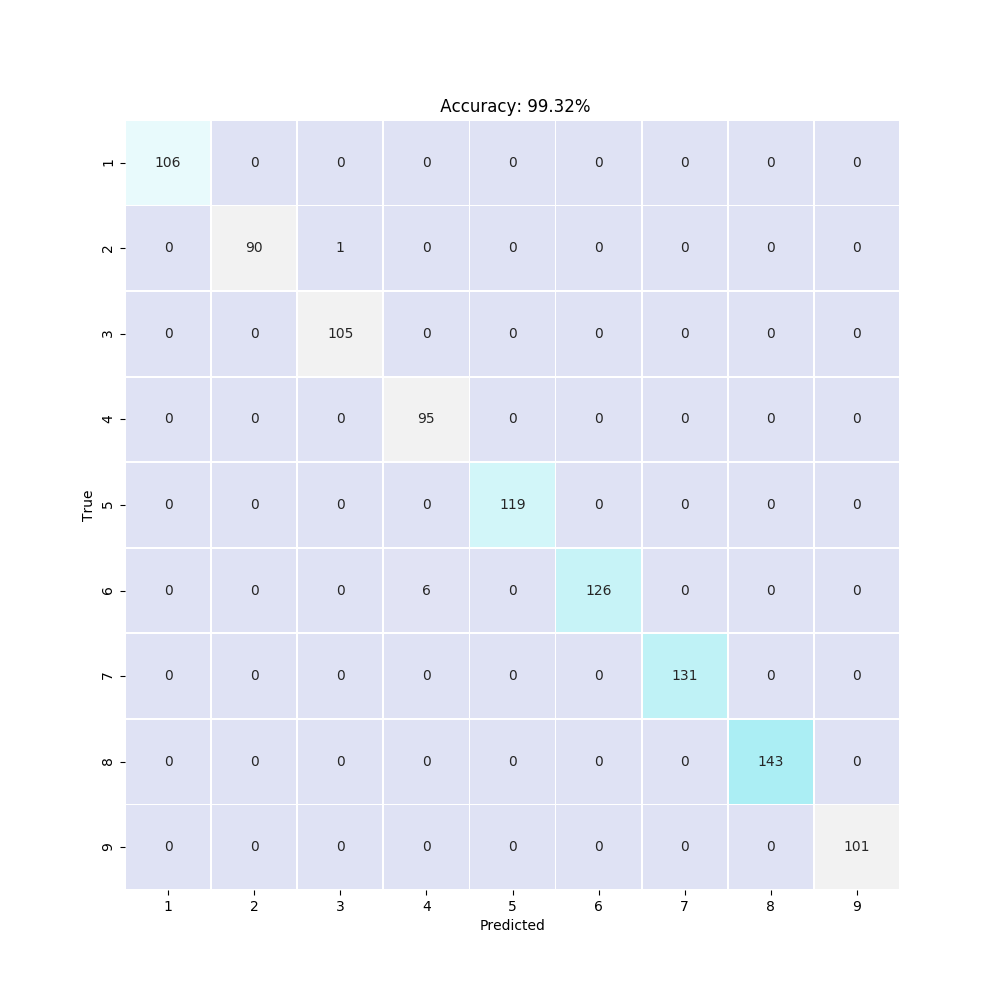 Accuracy: 99.32%
1 106 0 0 0 0 0 0 0 0
2 0 90 1 0 0 0 0 0 0
3 0 0 105 0 0 0 0 0 0
4 0 0 0 95 0 0 0 0 0
True
5 0 0 0 0 119 0 0 0 0
6 0 0 0 6 0 126 0 0 0
7 0 0 0 0 0 0 131 0 0
8 0 0 0 0 0 0 0 143 0
9 0 0 0 0 0 0 0 0 101
1 2 3 4 5 6 7 8 9
Predicted